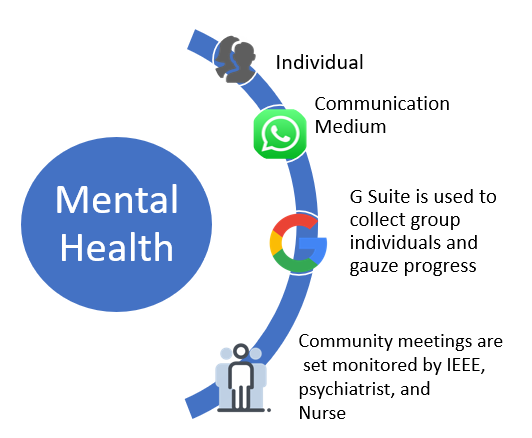 Individual
Communication
Medium
Mental
Health
G Suite is used to
collect group
individuals and
gauze progress
Community meetings are
set monitored by IEEE,
psychiatrist, and
Nurse